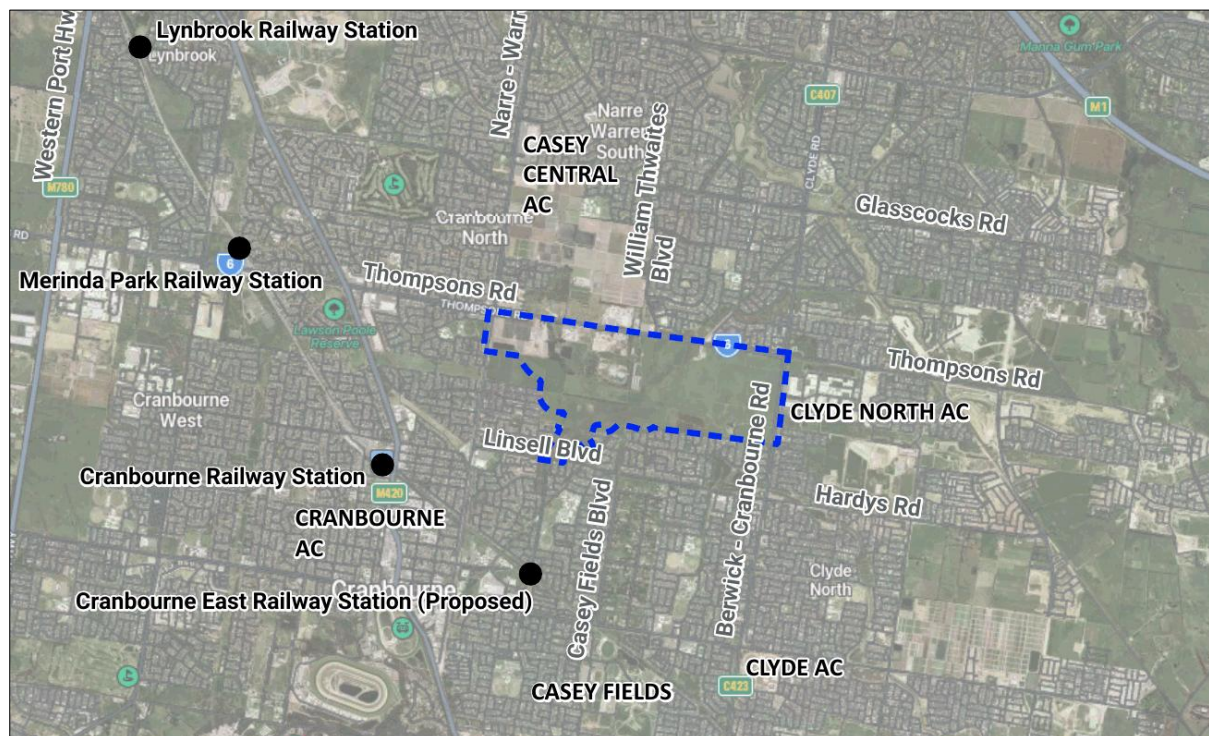 Lynbrook Railway Station
Lynbrook
Western Port Hw
Narre - Warr
Manna Gum Park
C407
M1
Narre
Warren
South
CASEY
CENTRAL
AC
William Thwaites
Blvd
CLYDE RD
M780
Glasscocks Rd
Cranbourne
North
RD
6
Merinda Park Railway Station
Thompsons Rd
THOMPSONS R
Lawson Poole
Reserve
6
Thompsons Rd
Cranbourne
West
CLYDE NORTH AC
Linsell Blvd
Berwick - Cranbourne Rd
Cranbourne Railway Station
M420
Hardys Rd
CRANBOURNE
AC
Casey Fields Blvd
Clyde
North
Cranbourne
Cranbourne East Railway Station (Proposed)
CLYDE AC
C423
CASEY FIELDS